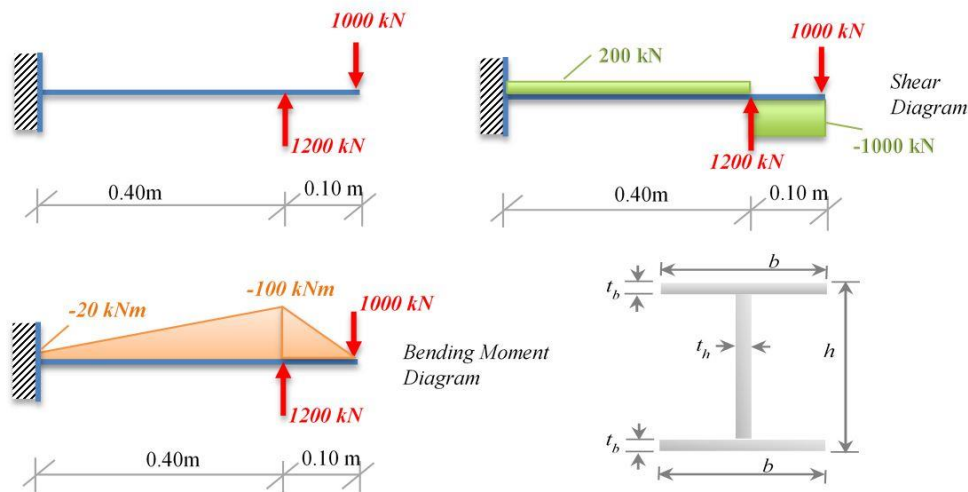 1000 kN
1200 kN
0.40m
0.10 m
200 kN
1000 kN
Shear
Diagram
1200 kN
-1000 kN
0.40m
0.10 m
-20 kNm
-100 kNm
1000 kN
Bending Moment
Diagram
1200 kN
0.40m
0.10 m
b
t_b
t_h
h
t_b
b